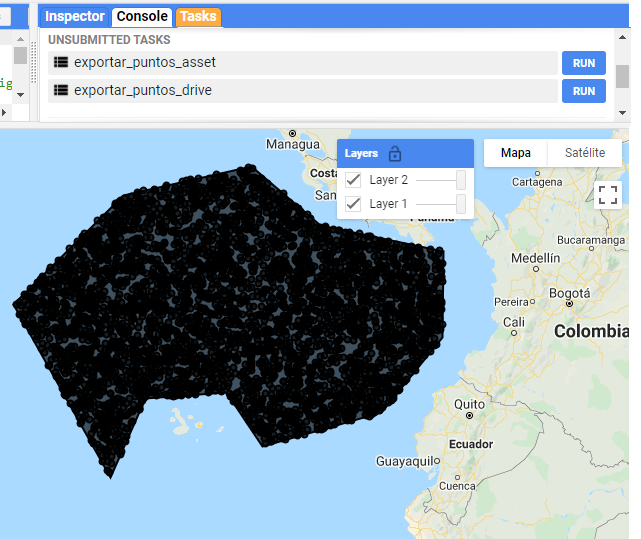 Inspector Console Tasks
UNSUBMITTED TASKS
ig
exportar_puntos_asset RUN
exportar_puntos_drive RUN
Managua
Layers
Layer 2
Layer 1
Mapa Satélite
Costa
San
Panamá
Cartagena
Bucaramanga
Medellín
Bogotá
Pereira
Cali
Colombia
Quito
Ecuador
Guayaquil
Cuenca